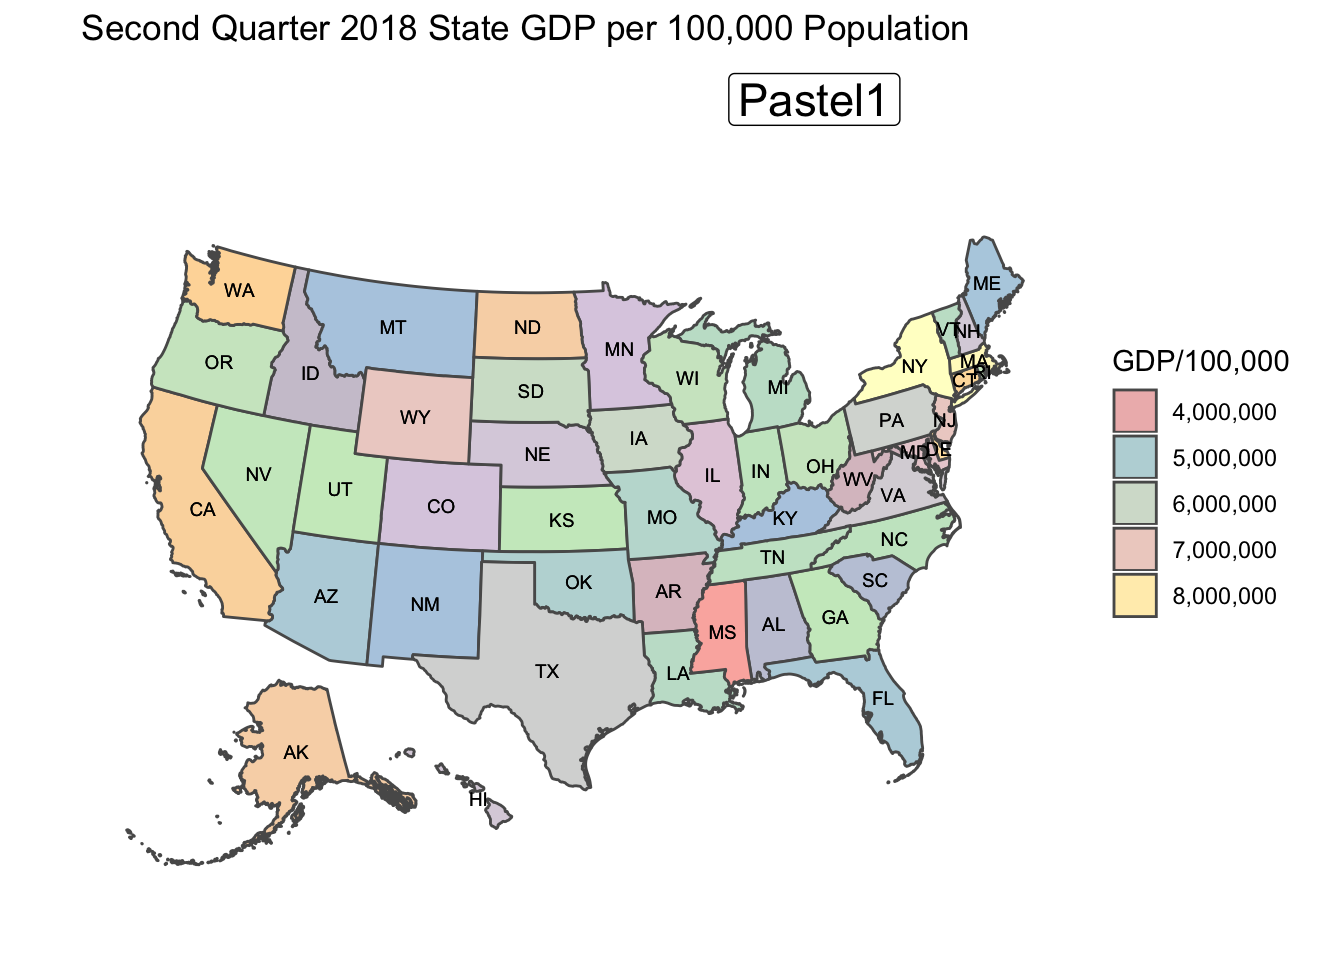 Second Quarter 2018 State GDP per 100,000 Population
Pastel1
ME
WA
MT
ND
VT
NH
MN
OR
MA
NY
RI
ID
WI
CT
MI
SD
WY
PA
NJ
IA
MD
DE
NE
OH
NV
IL
IN
WV
UT
VA
CA
CO
KS
MO
KY
NC
TN
OK
SC
AZ
NM
AR
GA
MS
AL
TX
LA
FL
AK
HI
GDP/100,000
4,000,000
5,000,000
6,000,000
7,000,000
8,000,000